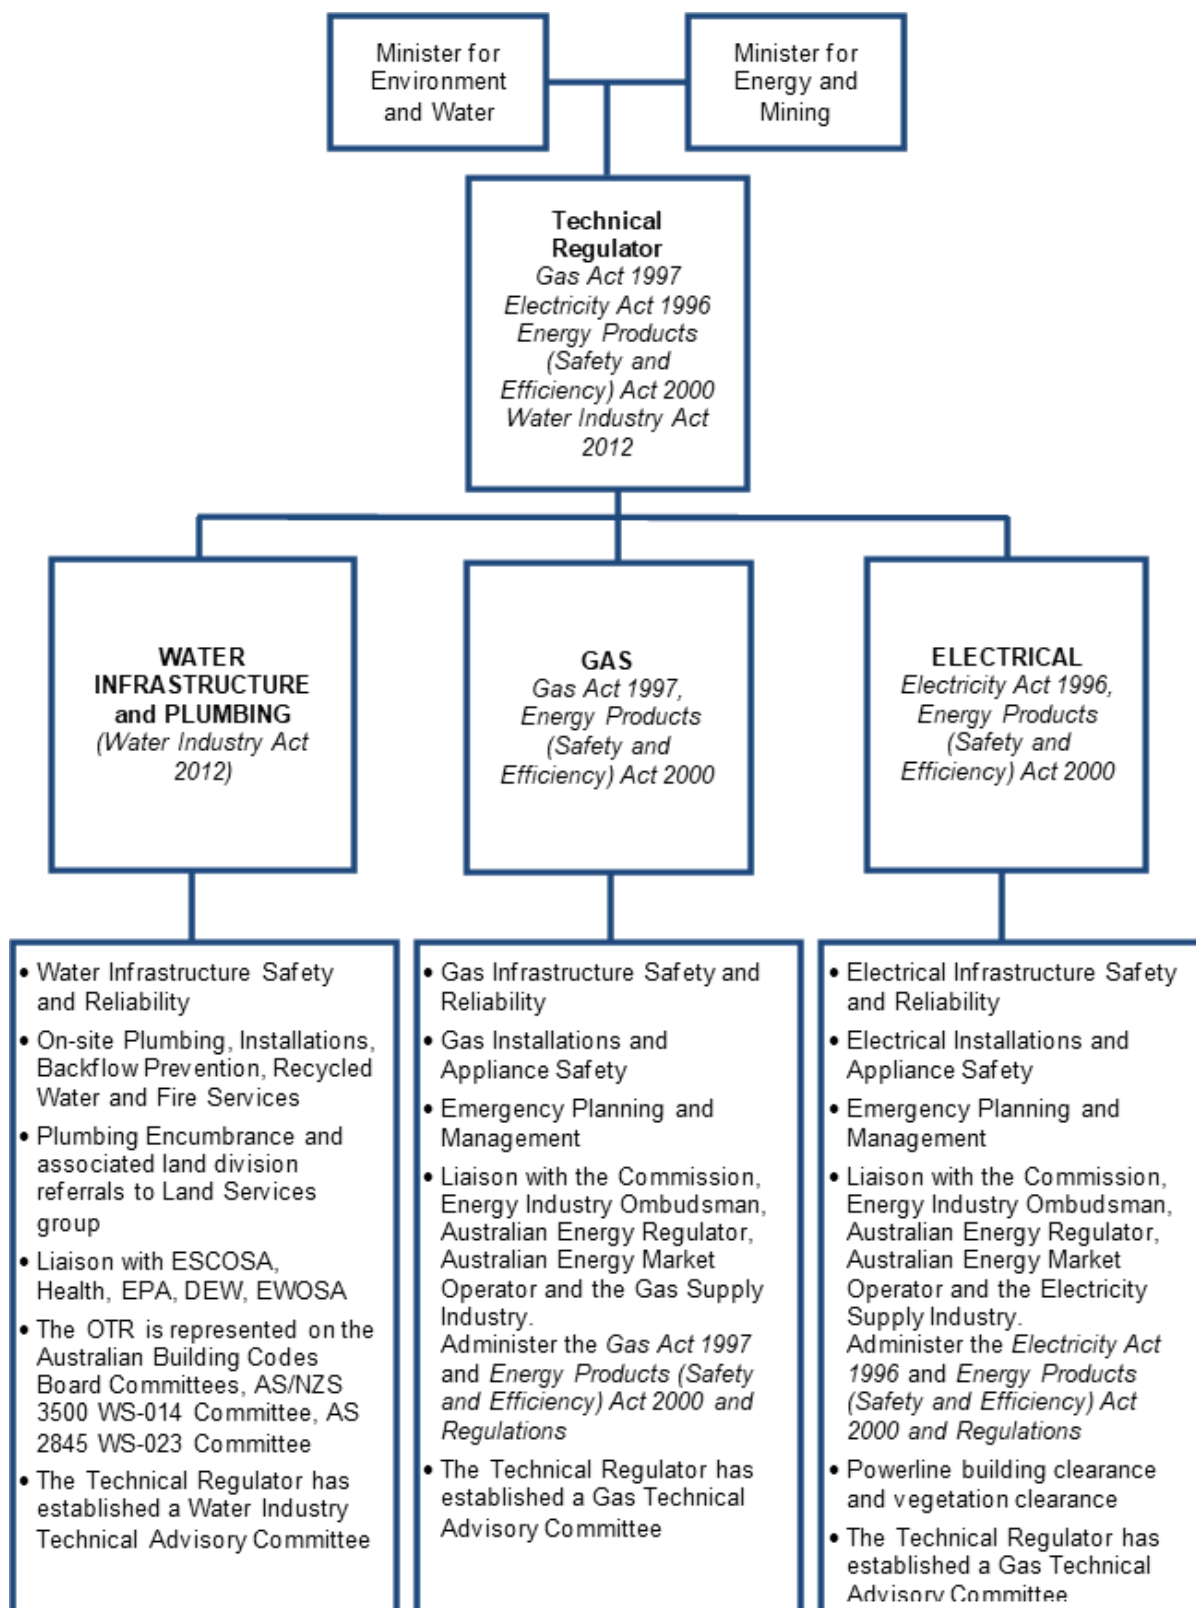 Minister for
Environment
and Water
Minister for
Energy and
Mining
Technical
Regulator
Gas Act 1997
Electricity Act 1996
Energy Products
(Safety and
Efficiency) Act 2000
Water Industry Act
2012
WATER
INFRASTRUCTURE
and PLUMBING
(Water Industry Act
2012)
GAS
Gas Act 1997,
Energy Products
(Safety and
Efficiency) Act 2000
ELECTRICAL
Electricity Act 1996,
Energy Products
(Safety and
Efficiency) Act 2000
• Water Infrastructure Safety
and Reliability
• On-site Plumbing, Installations,
Backflow Prevention, Recycled
Water and Fire Services
• Plumbing Encumbrance and
associated land division
referrals to Land Services
group
• Liaison with ESCOSA,
Health, EPA, DEW, EWOSA
• The OTR is represented on the
Australian Building Codes
Board Committees, AS/NZS
3500 WS-014 Committee, AS
2845 WS-023 Committee
• The Technical Regulator has
established a Water Industry
Technical Advisory Committee
• Gas Infrastructure Safety and
Reliability
• Gas Installations and
Appliance Safety
• Emergency Planning and
Management
• Liaison with the Commission,
Energy Industry Ombudsman,
Australian Energy Regulator,
Australian Energy Market
Operator and the Gas Supply
Industry.
Administer the Gas Act 1997
and Energy Products (Safety
and Efficiency) Act 2000 and
Regulations
• The Technical Regulator has
established a Gas Technical
Advisory Committee
• Electrical Infrastructure Safety
and Reliability
• Electrical Installations and
Appliance Safety
• Emergency Planning and
Management
• Liaison with the Commission,
Energy Industry Ombudsman,
Australian Energy Regulator,
Australian Energy Market
Operator and the Electricity
Supply Industry.
Administer the Electricity Act
1996 and Energy Products
(Safety and Efficiency) Act
2000 and Regulations
• Powerline building clearance
and vegetation clearance
• The Technical Regulator has
established a Gas Technical
Advisory Committee